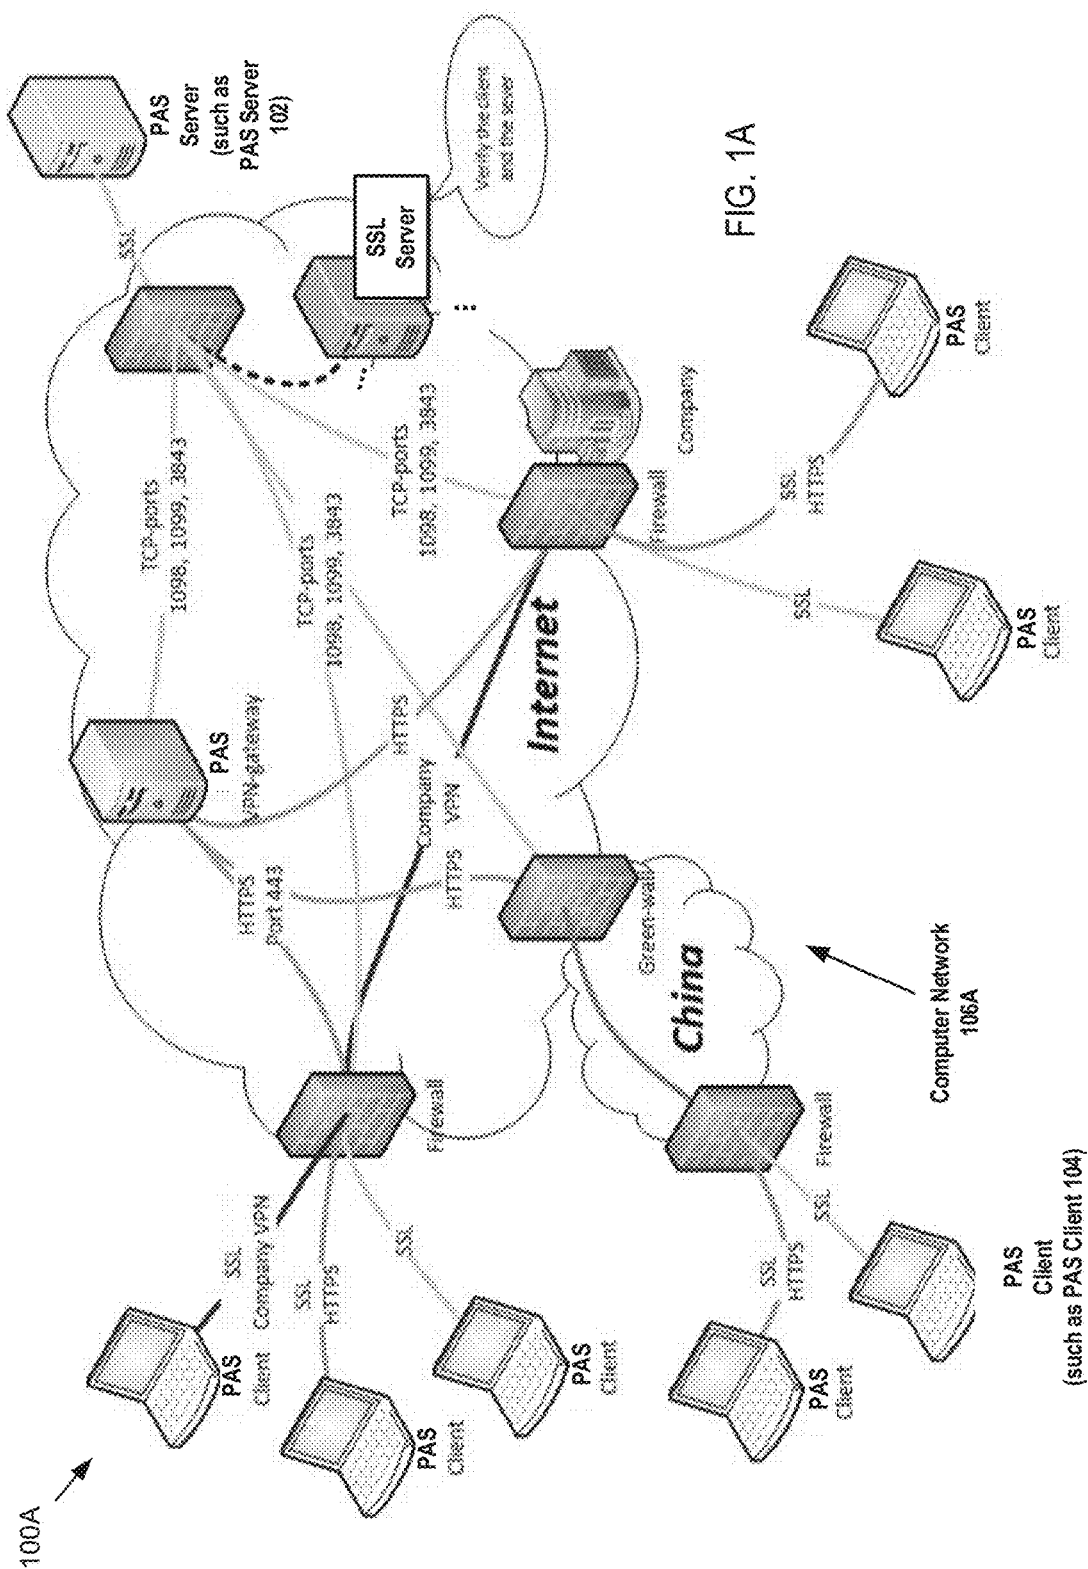 100A
PAS
Client
SSL
Company VPN
PAS
Client
SSL
HTTPS
PAS
Client
SSL
Firewall
HTTPS
Port 443
PAS
VPN-gateway
TCP-ports
1098, 1099, 3843
SSL
PAS
Server
(such as
PAS Server
102)
SSL
Server
Verify the client
and the sever
TCP-ports
1098, 1099, 3843
TCP-ports
1098, 1099, 3843
HTTPS
Company
VPN
HTTPS
Internet
Company
Firewall
Green-wall
China
PAS
Client
SSL
HTTPS
Firewall
SSL
PAS
Client
(such as PAS Client 104)
Computer Network
106A
SSL
PAS
Client
SSL
HTTPS
PAS
Client
FIG. 1A